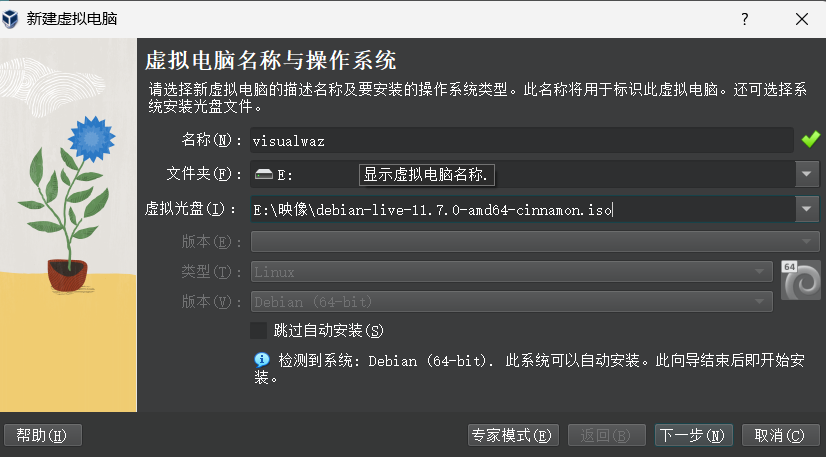 新建虚拟电脑
?
虚拟电脑名称与操作系统
请选择新虚拟电脑的描述名称及要安装的操作系统类型。此名称将用于标识此虚拟电脑。还可选择系
统安装光盘文件。
名称(N)： visualwaz
文件夹(F)： E: 显示虚拟电脑名称.
虚拟光盘(I)： E:\映像\debian-live-11.7.0-amd64-cinnamon.iso
版本(E)：
类型(T)： Linux 64
版本(V)： Debian (64-bit)
跳过自动安装(S)
检测到系统: Debian (64-bit). 此系统可以自动安装。此向导结束后即开始安
装。
帮助(H) 专家模式(E) 返回(B) 下一步(N) 取消(C)